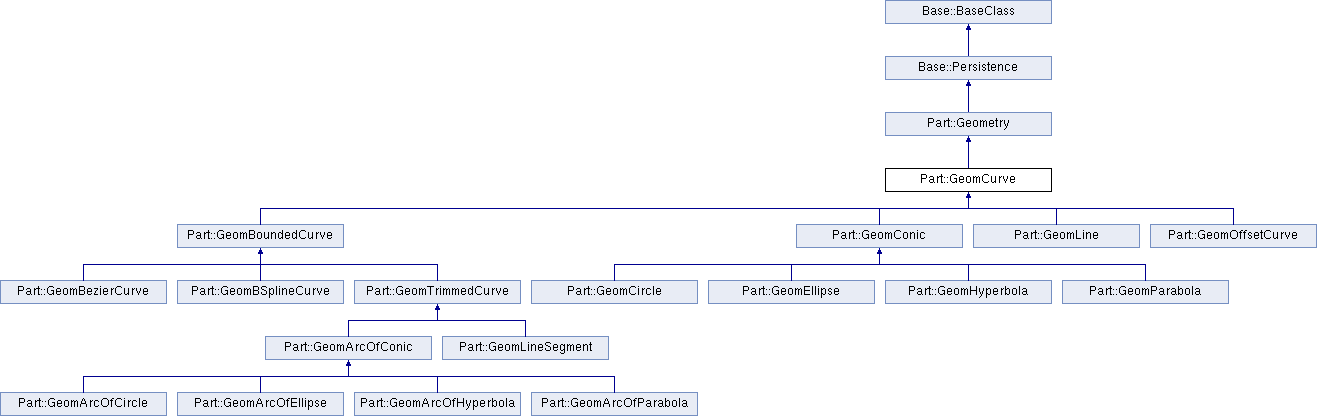 Base::BaseClass
Base::Persistence
Part::Geometry
Part::GeomCurve
Part::GeomBoundedCurve
Part::GeomConic
Part::GeomLine
Part::GeomOffsetCurve
Part::GeomBezierCurve
Part::GeomBSplineCurve
Part::GeomTrimmedCurve
Part::GeomCircle
Part::GeomEllipse
Part::GeomHyperbola
Part::GeomParabola
Part::GeomArcOfConic
Part::GeomLineSegment
Part::GeomArcOfCircle
Part::GeomArcOfEllipse
Part::GeomArcOfHyperbola
Part::GeomArcOfParabola